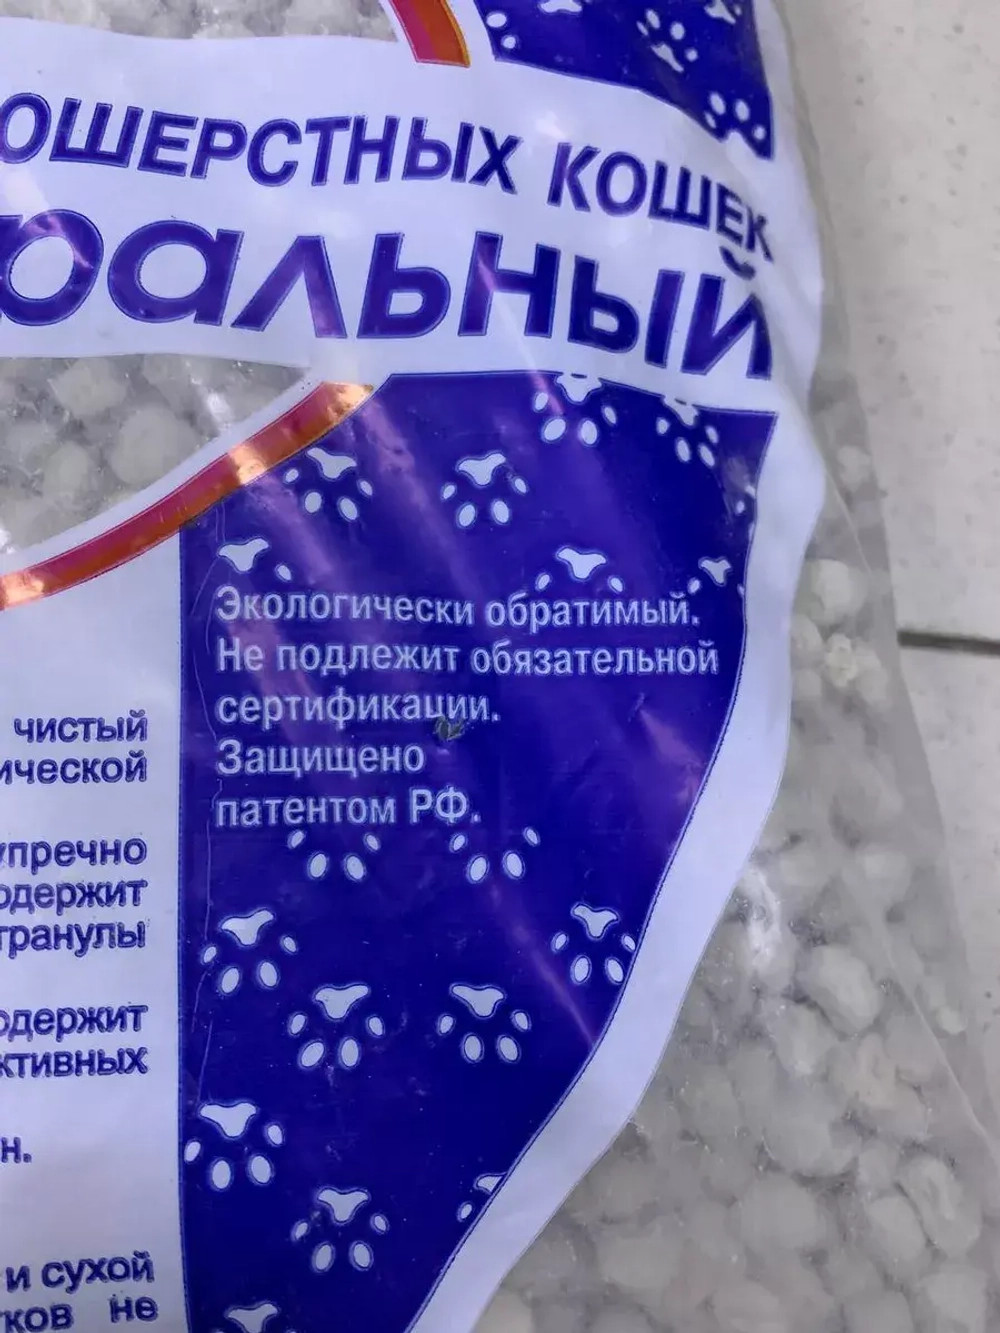 ОШЕРСТНЫХ КОШЕК
ральный
Экологически обратимый.
Не подлежит обязательной
сертификации.
Защищено
патентом РФ.
чистый
ической
упречно
одержит
гранулы
одержит
ктивных
н.
и сухой
ков не